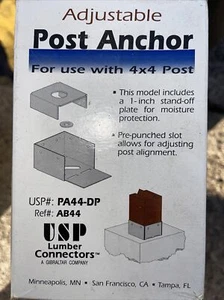 Adjustable
Post Anchor
For use with 4x4 Post
• This model includes
a 1-inch stand-off
plate for moisture
protection.
• Pre-punched slot
allows for adjusting
post alignment.
USP#: PA44-DP
Ref#: AB44
USP
Lumber
Connectors™
A GIBRALTAR COMPANY
Minneapolis, MN • San Francisco, CA • Tampa, FL